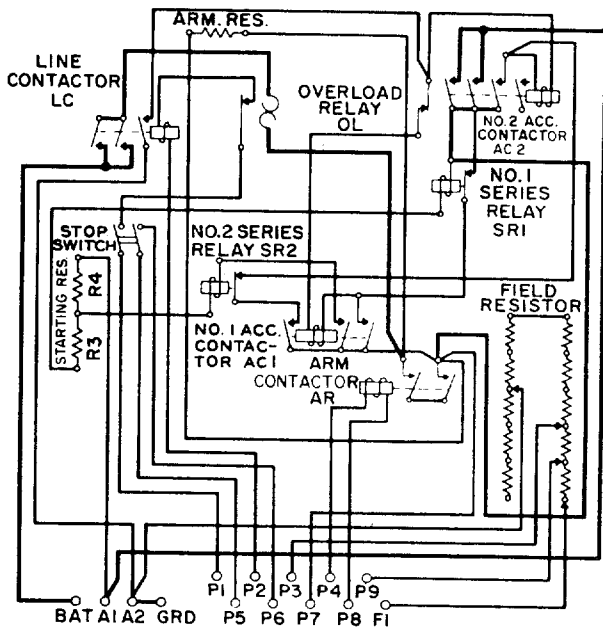 ARM. RES.
LINE
CONTACTOR
LC
OVERLOAD
RELAY
OL
NO. 2 ACC.
CONTACTOR
AC 2
NO. 1
SERIES
RELAY
SR1
STOP
SWITCH
NO. 2 SERIES
RELAY SR2
STARTING RES.
R4
R3
FIELD
RESISTOR
NO. 1 ACC.
CONTAC-
TOR AC1
ARM
CONTACTOR
AR
P1
P2
P3
P4
P9
BAT
A1
A2
GRD
P5
P6
P7
P8
F1